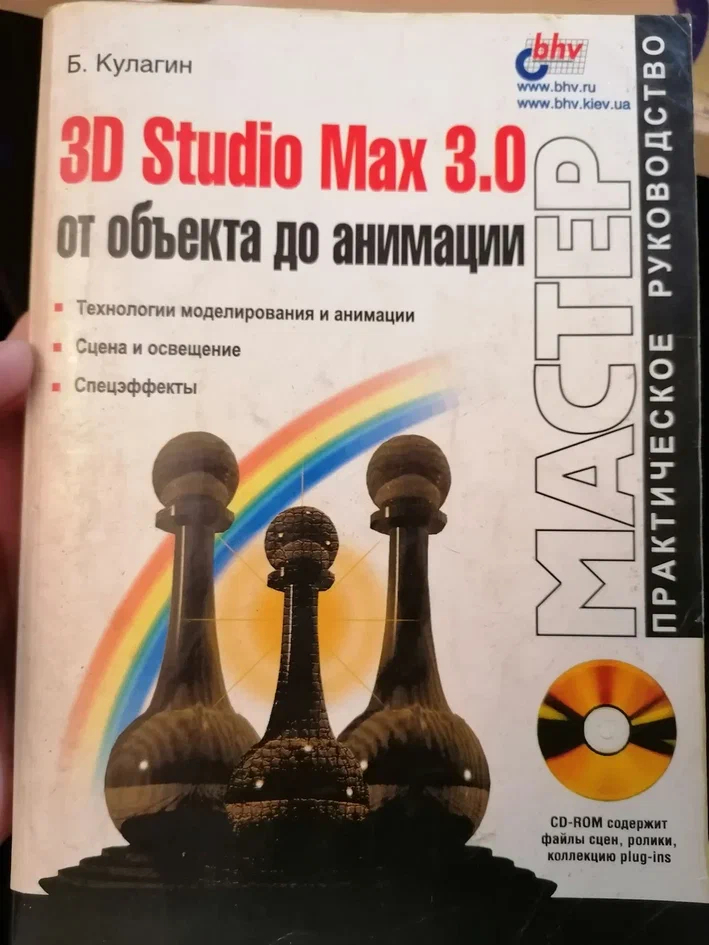 Б. Кулагин
bhv
www.bhv.ru
www.bhv.kiev.ua
3D Studio Max 3.0
от объекта до анимации
Технологии моделирования и анимации
Сцена и освещение
Спецэффекты
МАСТЕР
ПРАКТИЧЕСКОЕ РУКОВОДСТВО
CD-ROM содержит
файлы сцен, ролики,
коллекцию plug-ins